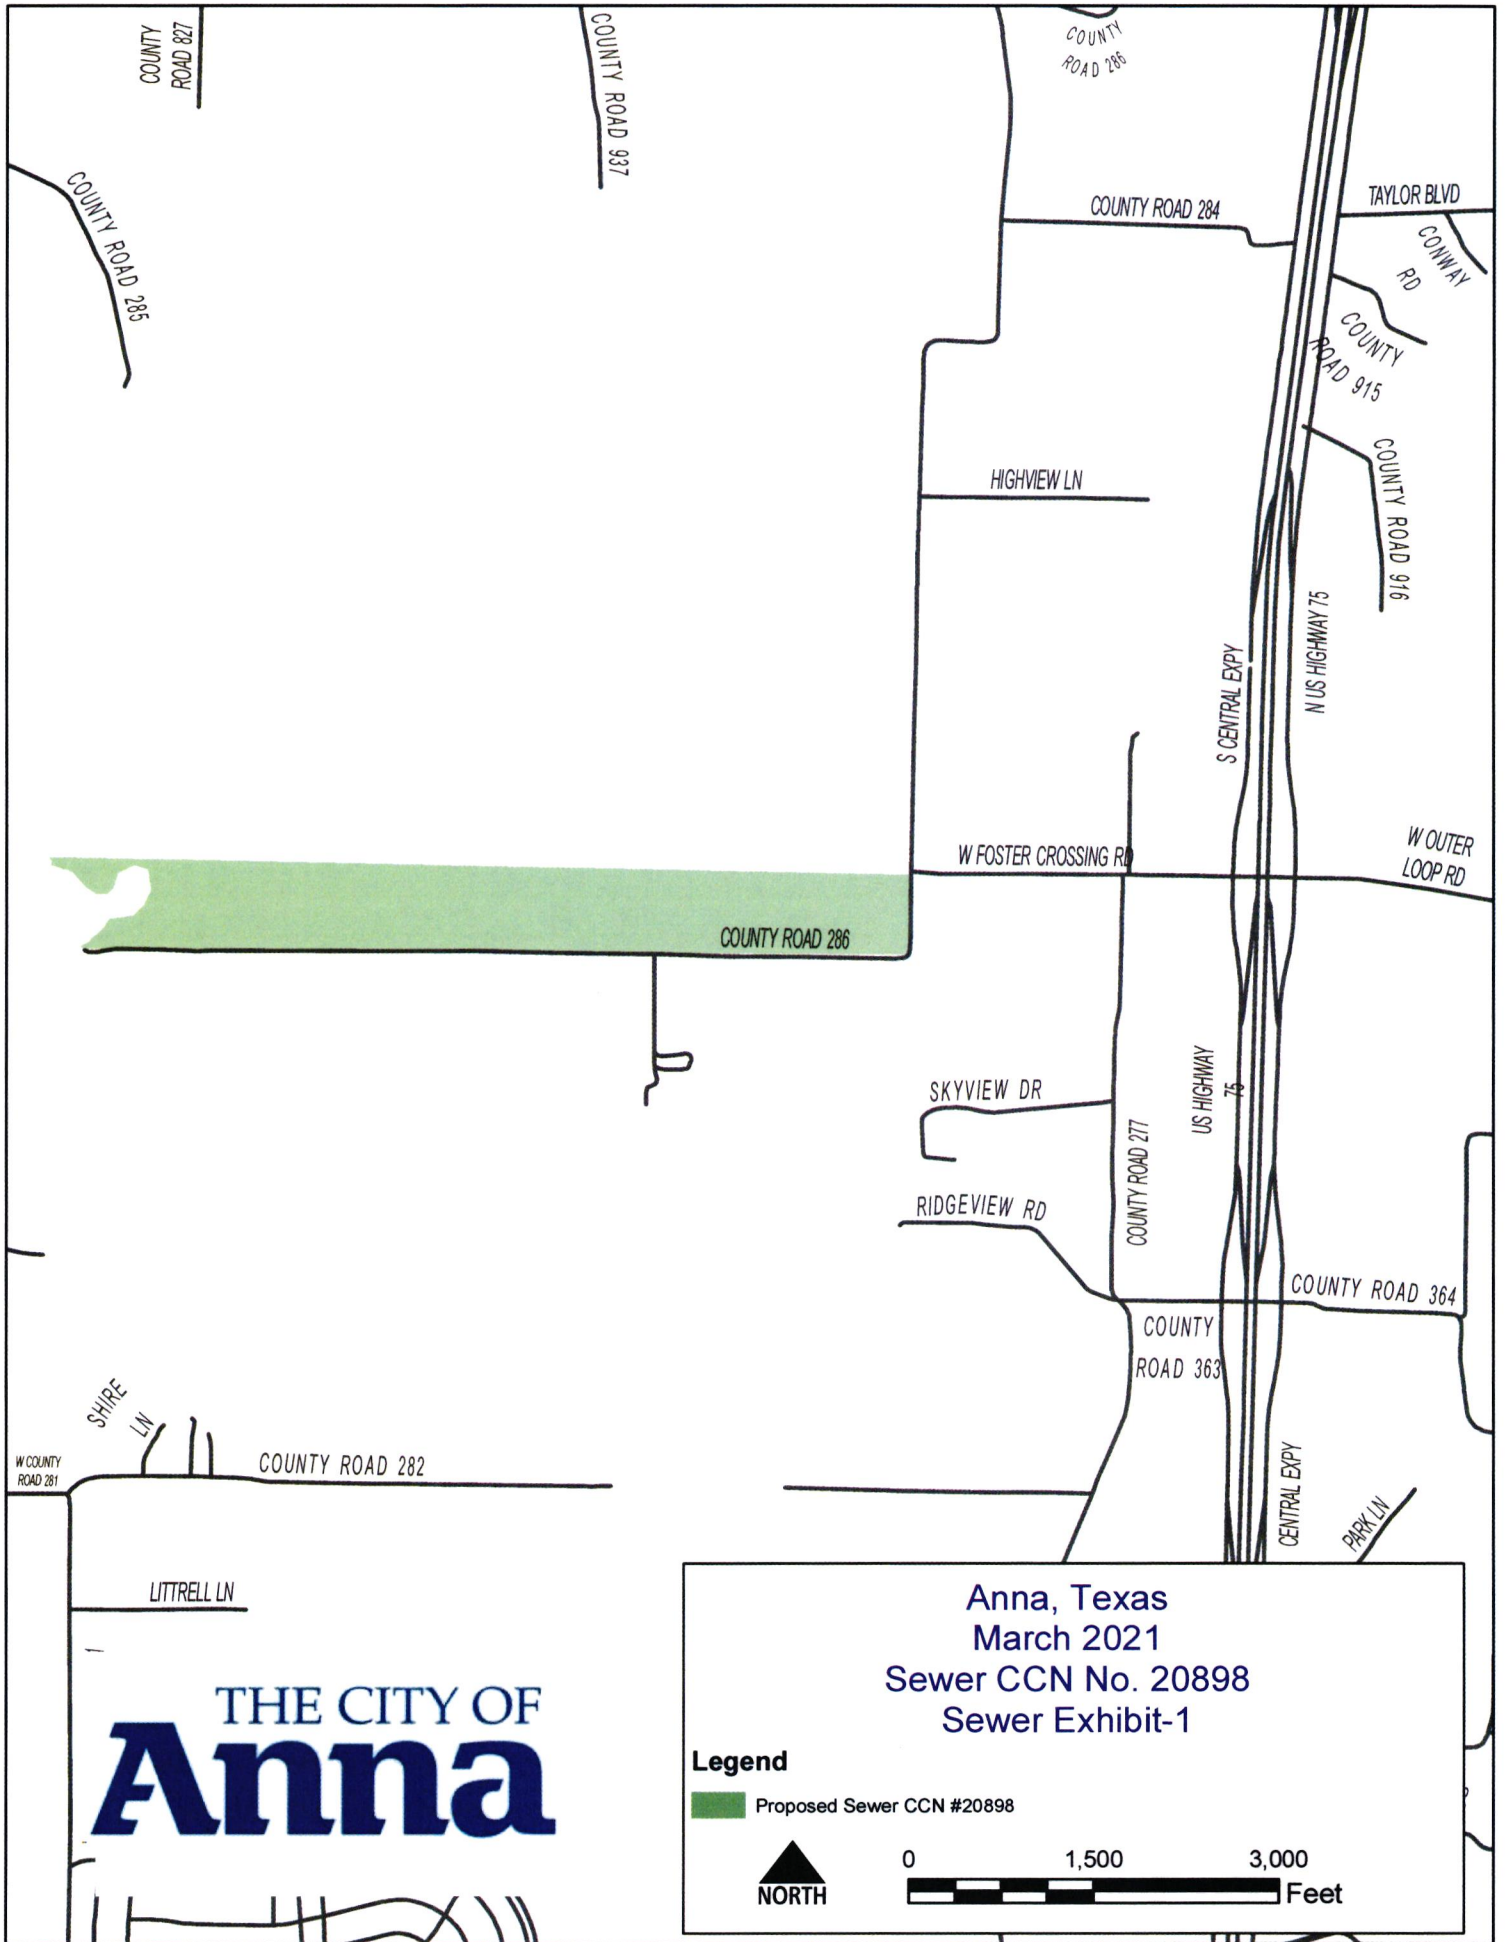 COUNTY
ROAD 827
COUNTY ROAD 937
COUNTY
ROAD 286
COUNTY ROAD 285
COUNTY ROAD 284
TAYLOR BLVD
CONWAY
RD
COUNTY
ROAD 915
HIGHVIEW LN
COUNTY ROAD 916
S CENTRAL EXPY
N US HIGHWAY 75
W FOSTER CROSSING RD
W OUTER
LOOP RD
COUNTY ROAD 286
SKYVIEW DR
US HIGHWAY
75
COUNTY ROAD 277
RIDGEVIEW RD
COUNTY ROAD 364
COUNTY
ROAD 363
SHIRE
LN
W COUNTY
ROAD 281
COUNTY ROAD 282
CENTRAL EXPY
PARK LN
LITTRELL LN
THE CITY OF
Anna
Anna, Texas
March 2021
Sewer CCN No. 20898
Sewer Exhibit-1
Legend
Proposed Sewer CCN #20898
NORTH
0 1,500 3,000
Feet